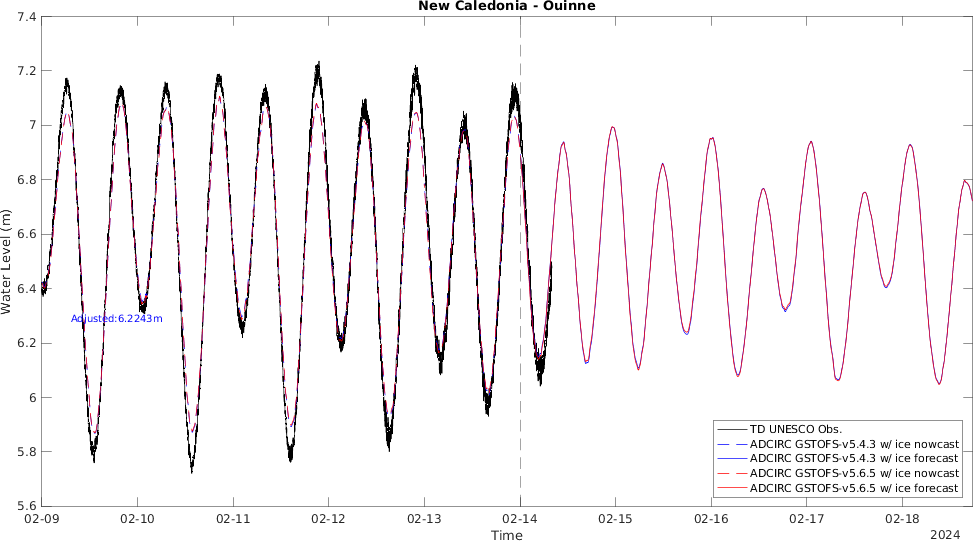 New Caledonia - Ouinne
7.4
7.2
7
6.8
6.6
6.4
6.2
6
5.8
5.6
Water Level (m)
Adjusted:6.2243m
TD UNESCO Obs.
ADCIRC GSTOFS-v5.4.3 w/ ice nowcast
ADCIRC GSTOFS-v5.4.3 w/ ice forecast
ADCIRC GSTOFS-v5.6.5 w/ ice nowcast
ADCIRC GSTOFS-v5.6.5 w/ ice forecast
02-09 02-10 02-11 02-12 02-13 02-14 02-15 02-16 02-17 02-18
Time
2024